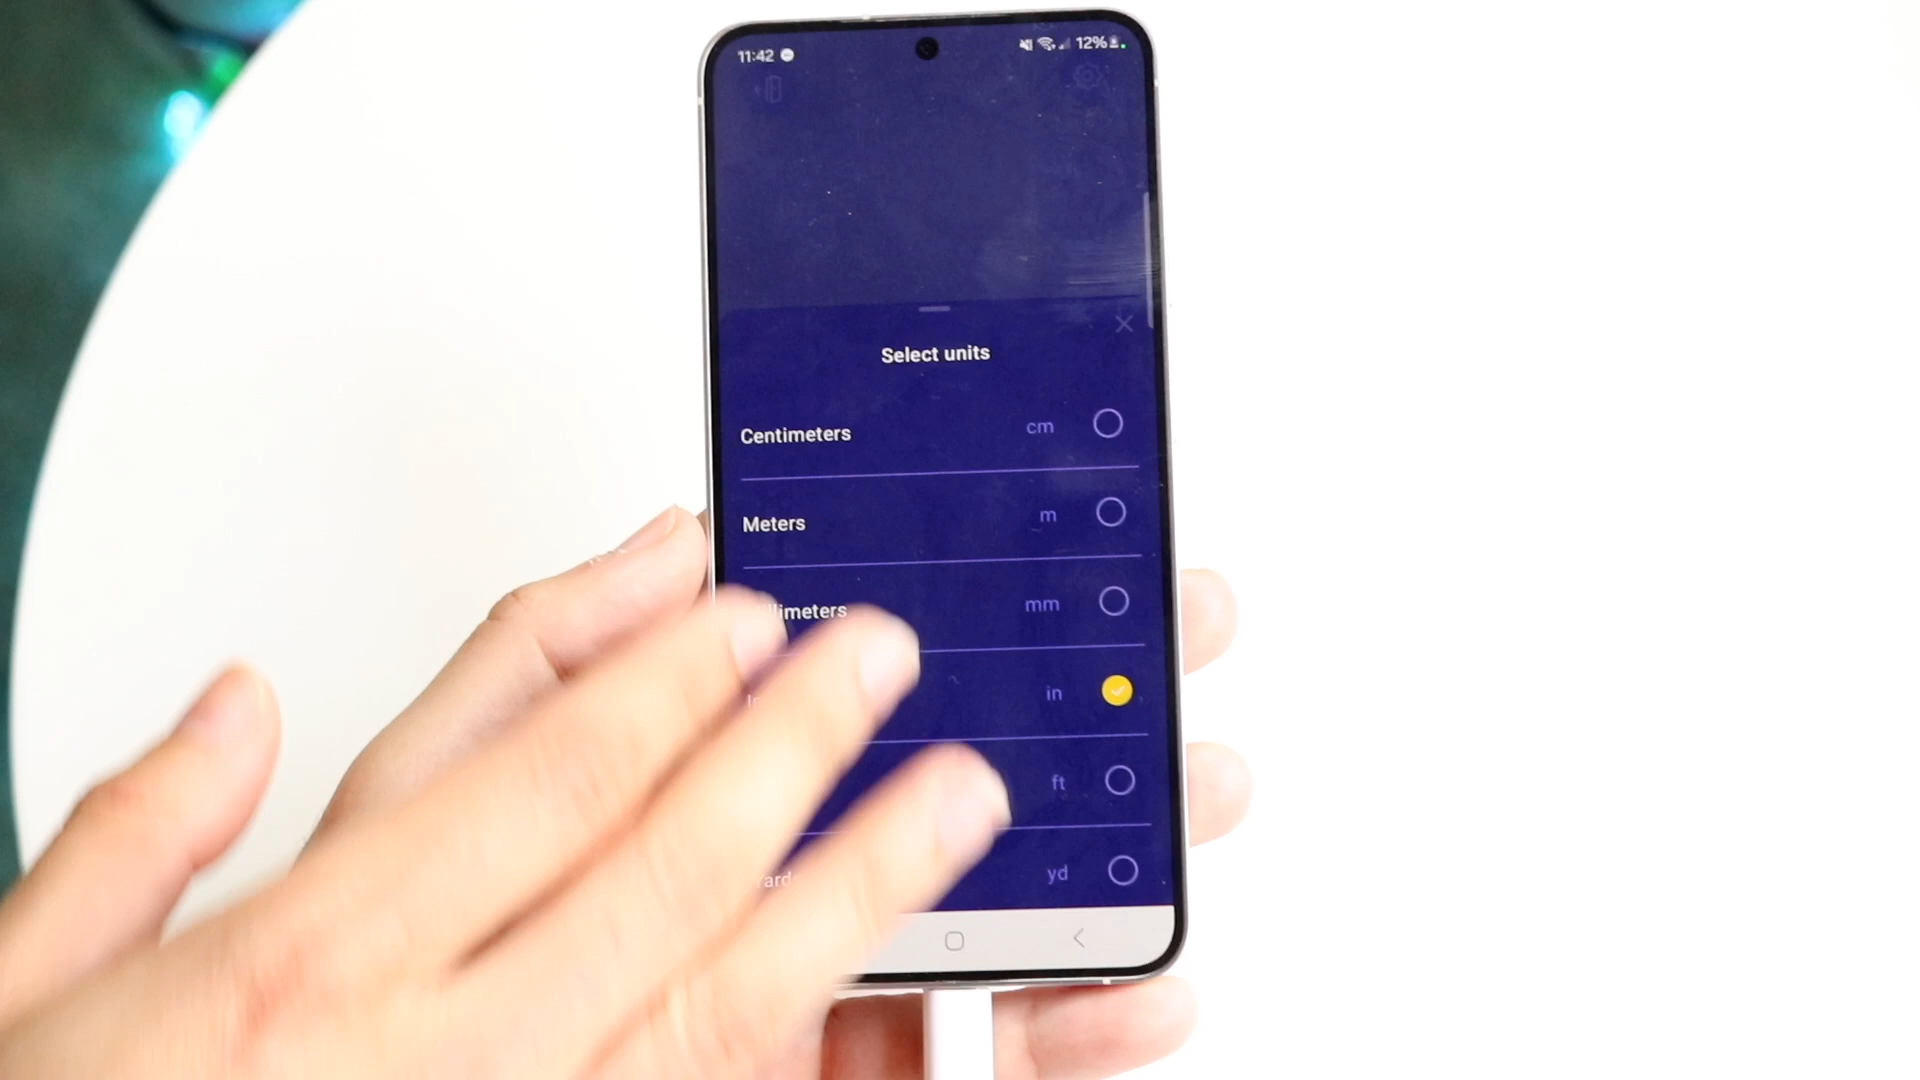 11:42
12%
Select units
Centimeters cm
Meters m
mm
in
ft
yd